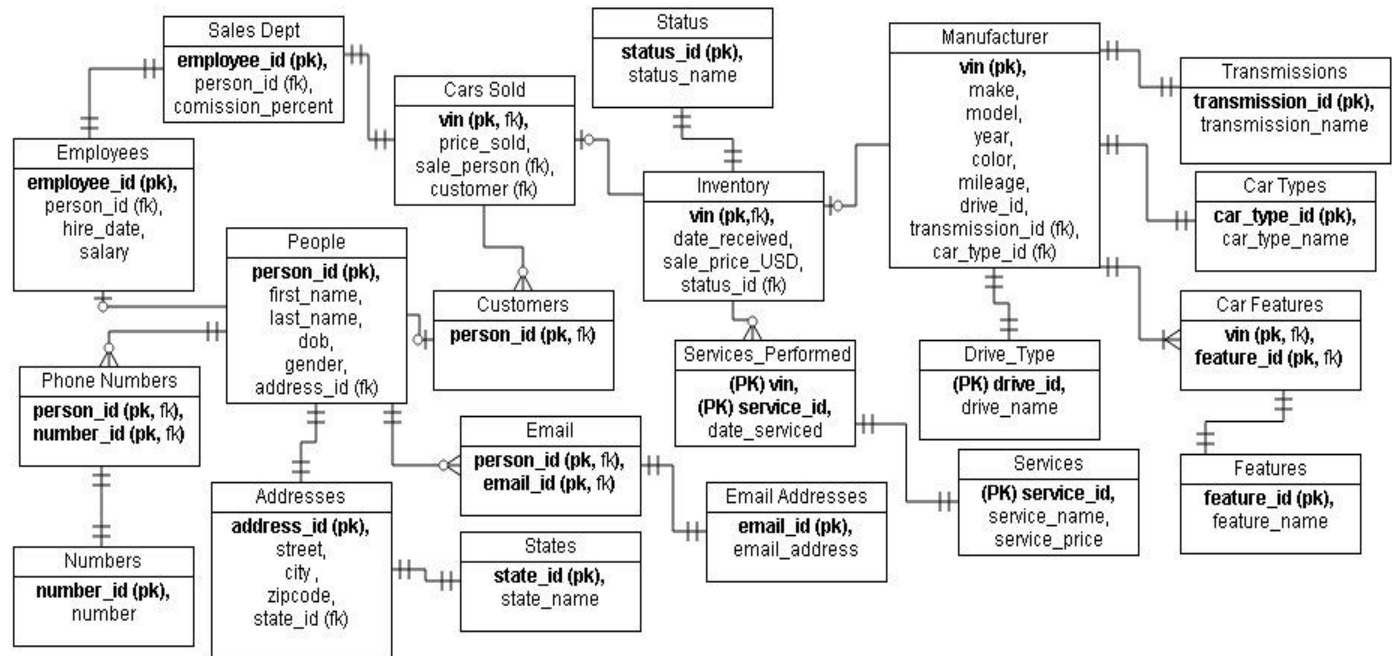 Sales Dept
employee_id (pk),
person_id (fk),
comission_percent
Status
status_id (pk),
status_name
Manufacturer
vin (pk),
make,
model,
year,
color,
mileage,
drive_id,
transmission_id (fk),
car_type_id (fk)
Transmissions
transmission_id (pk),
transmission_name
Cars Sold
vin (pk, fk),
price_sold,
sale_person (fk),
customer (fk)
Employees
employee_id (pk),
person_id (fk),
hire_date,
salary
Inventory
vin (pk,fk),
date_received,
sale_price_USD,
status_id (fk)
Car Types
car_type_id (pk),
car_type_name
People
person_id (pk),
first_name,
last_name,
dob,
gender,
address_id (fk)
Customers
person_id (pk, fk)
Car Features
vin (pk, fk),
feature_id (pk, fk)
Services_Performed
(PK) vin,
(PK) service_id,
date_serviced
Drive_Type
(PK) drive_id,
drive_name
Phone Numbers
person_id (pk, fk),
number_id (pk, fk)
Email
person_id (pk, fk),
email_id (pk, fk)
Services
(PK) service_id,
service_name,
service_price
Features
feature_id (pk),
feature_name
Addresses
address_id (pk),
street,
city ,
zipcode,
state_id (fk)
Email Addresses
email_id (pk),
email_address
States
state_id (pk),
state_name
Numbers
number_id (pk),
number